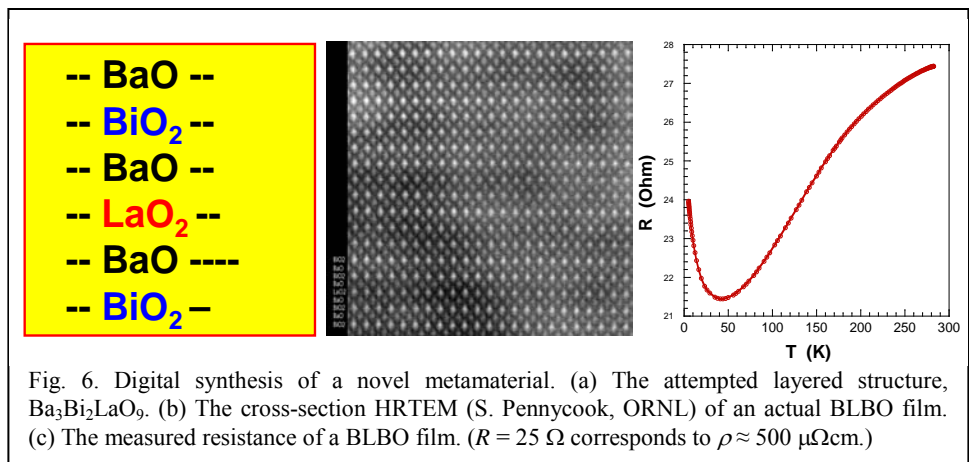 -- BaO --
-- BiO₂ --
-- BaO --
-- LaO₂ --
-- BaO ----
-- BiO₂ –
28
27
26
25
24
23
22
21
R (Ohm)
0 50 100 150 200 250 300
T (K)
Fig. 6. Digital synthesis of a novel metamaterial. (a) The attempted layered structure,
Ba₃Bi₂LaO₉. (b) The cross-section HRTEM (S. Pennycook, ORNL) of an actual BLBO film.
(c) The measured resistance of a BLBO film. (R = 25 Ω corresponds to ρ ≈ 500 μΩcm.)